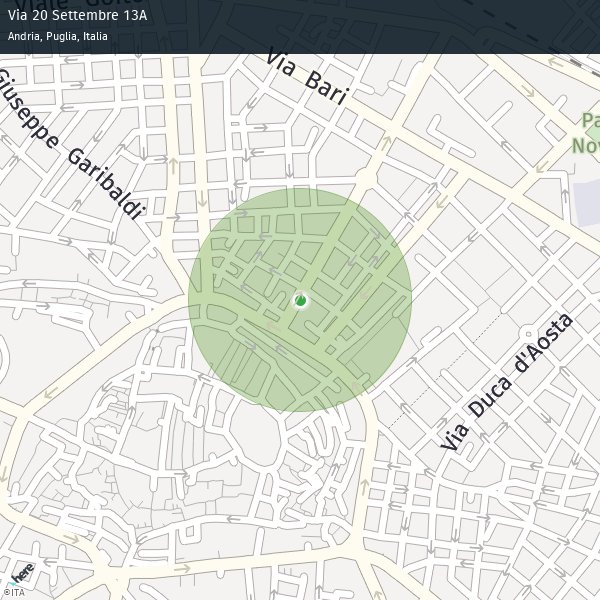 Viale Goito
Via 20 Settembre 13A
Andria, Puglia, Italia
Via Bari
Giuseppe Garibaldi
Pa
Nov
Via Duca d'Aosta
here
©ITA